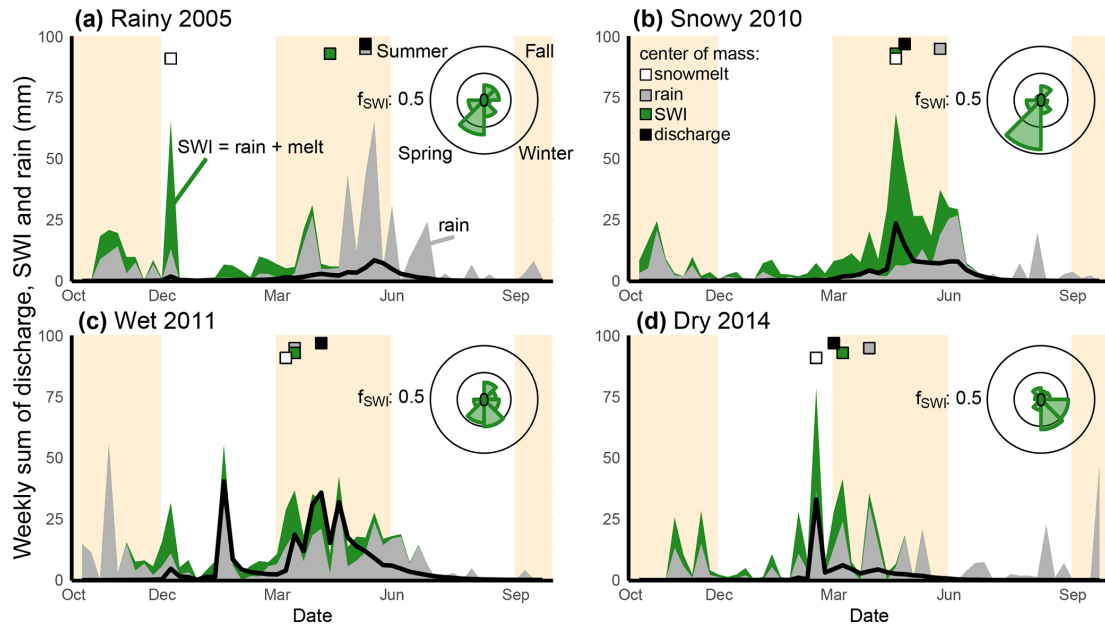 (a) Rainy 2005
100
75
50
25
0
Oct
Dec
Mar
Jun
Sep
Summer
Fall
Spring
Winter
fSWI: 0.5
0
SWI = rain + melt
rain
(b) Snowy 2010
100
75
50
25
0
Oct
Dec
Mar
Jun
Sep
center of mass:
snowmelt
rain
SWI
discharge
fSWI: 0.5
0
(c) Wet 2011
100
75
50
25
0
Oct
Dec
Mar
Jun
Sep
Date
fSWI: 0.5
0
(d) Dry 2014
100
75
50
25
0
Oct
Dec
Mar
Jun
Sep
Date
fSWI: 0.5
0
Weekly sum of discharge, SWI and rain (mm)